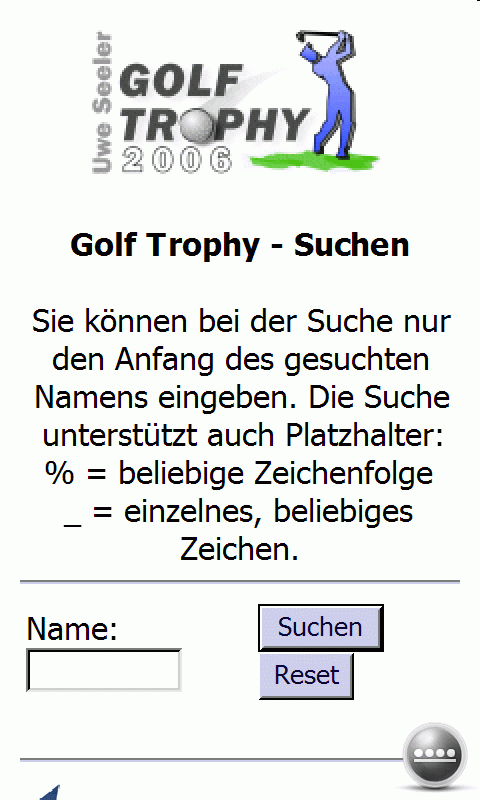 Uwe Seeler
GOLF
TROPHY
2006
Golf Trophy - Suchen
Sie können bei der Suche nur
den Anfang des gesuchten
Namens eingeben. Die Suche
unterstützt auch Platzhalter:
% = beliebige Zeichenfolge
_ = einzelnes, beliebiges
Zeichen.
Name:
Suchen
Reset